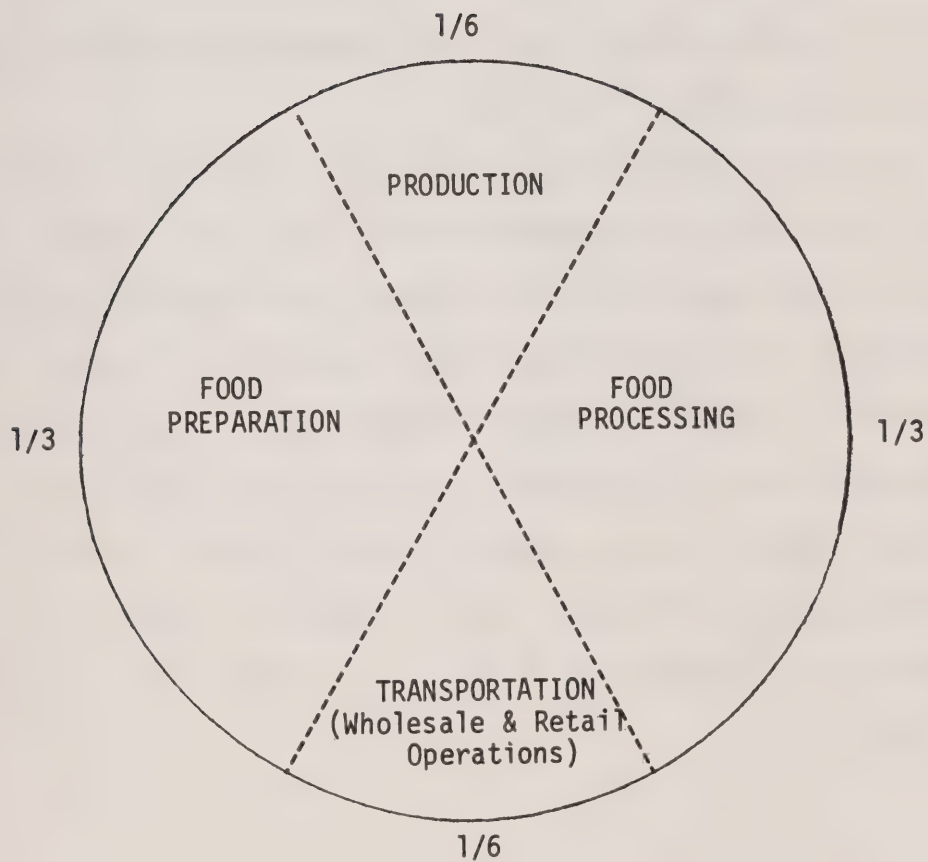 1/6
PRODUCTION
FOOD
PREPARATION
FOOD
PROCESSING
1/3
1/3
TRANSPORTATION
(Wholesale & Retail
Operations)
1/6